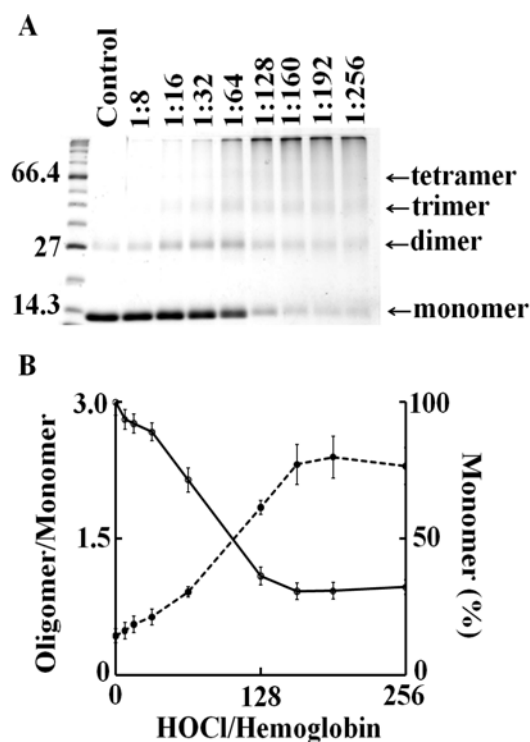 A
Control
1:8
1:16
1:32
1:64
1:128
1:160
1:192
1:256
66.4
←tetramer
←trimer
27
←dimer
14.3
←monomer
B
3.0
100
Oligomer/Monomer
1.5
50
Monomer (%)
0
0
0
128
256
HOCl/Hemoglobin